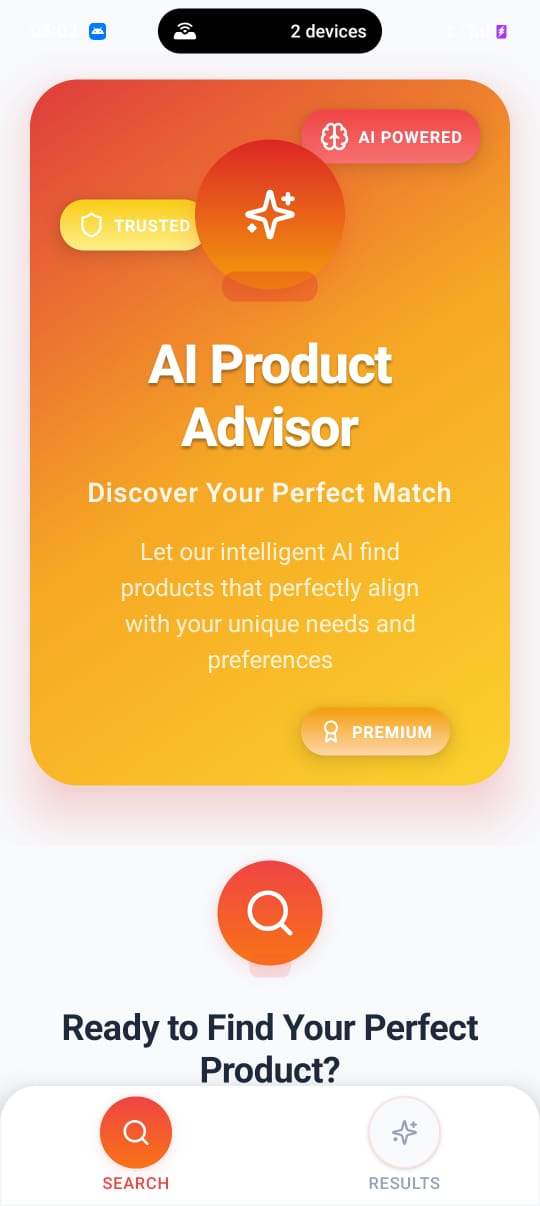 2 devices
AI POWERED
TRUSTED
AI Product
Advisor
Discover Your Perfect Match
Let our intelligent AI find
products that perfectly align
with your unique needs and
preferences
PREMIUM
Ready to Find Your Perfect
Product?
SEARCH
RESULTS